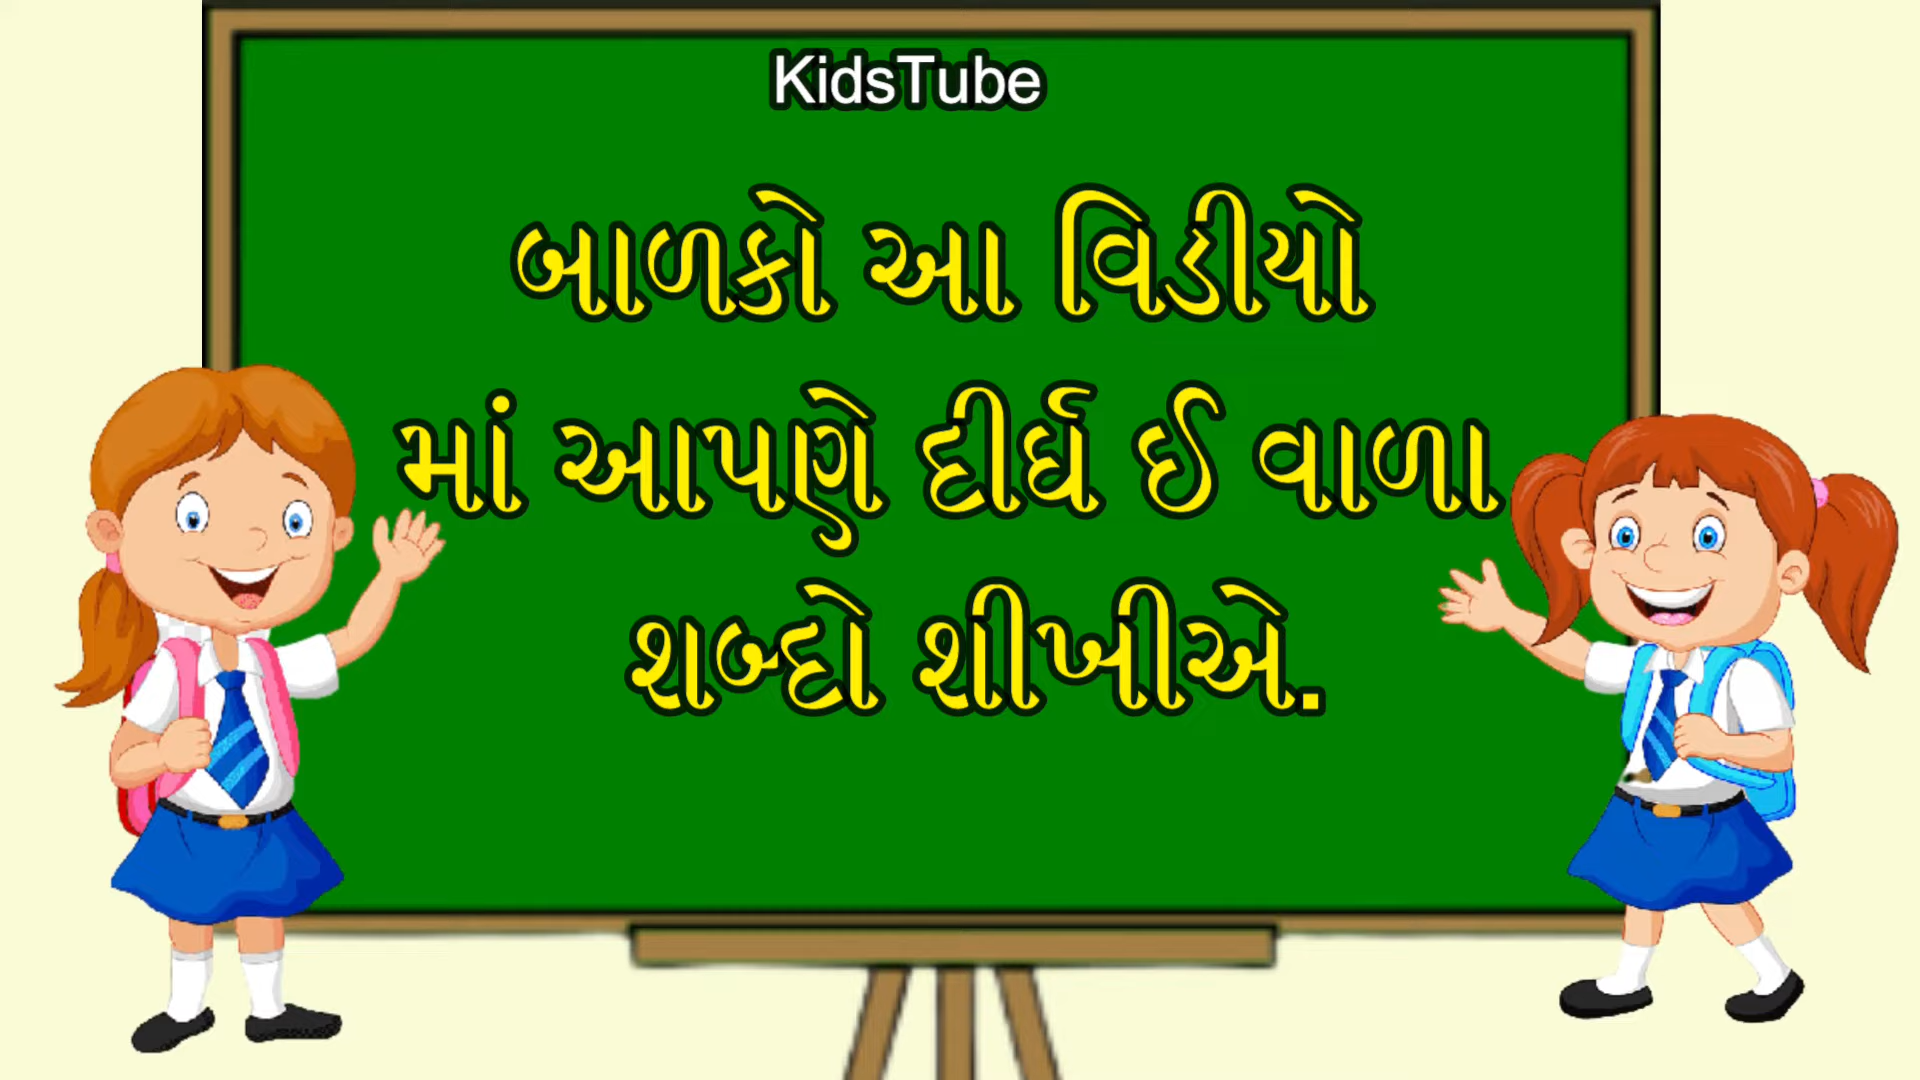 KidsTube
બાળકો આ વિડીયો
માં આપણે દીર્ઘ ઈ વાળા
શબ્દો શીખીએ.